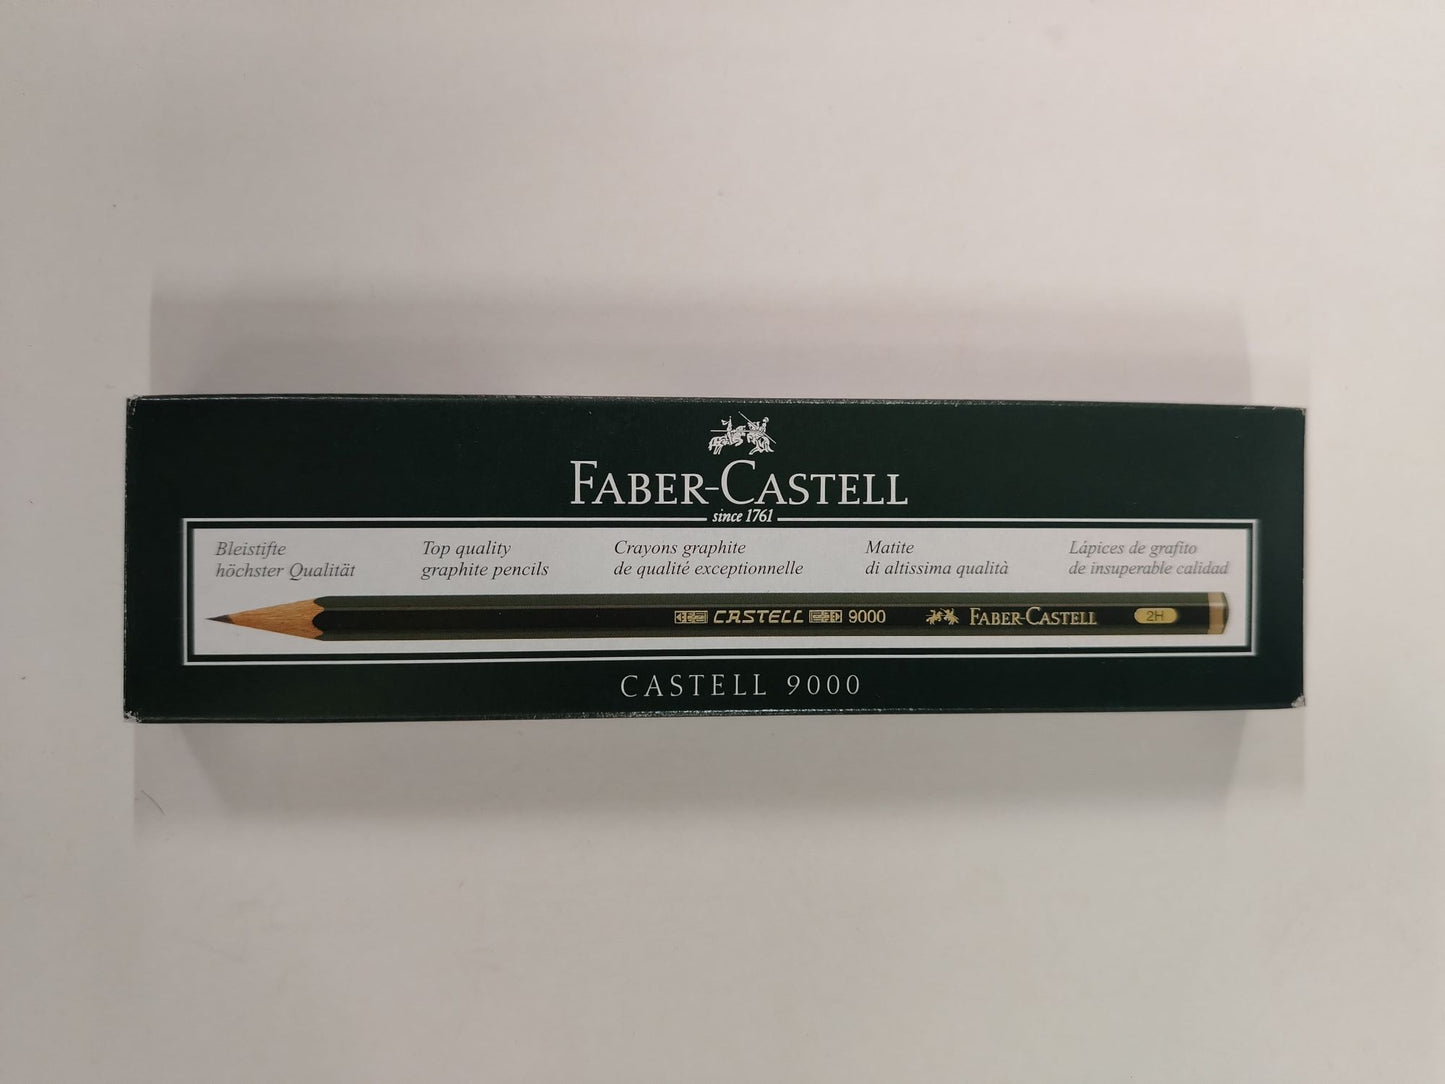 FABER-CASTELL
since 1761
Bleistifte
höchster Qualität
Top quality
graphite pencils
Crayons graphite
de qualité exceptionnelle
Matite
di altissima qualità
Lápices de grafito
de insuperable calidad
CASTELL 9000 FABER-CASTELL 2H
CASTELL 9000